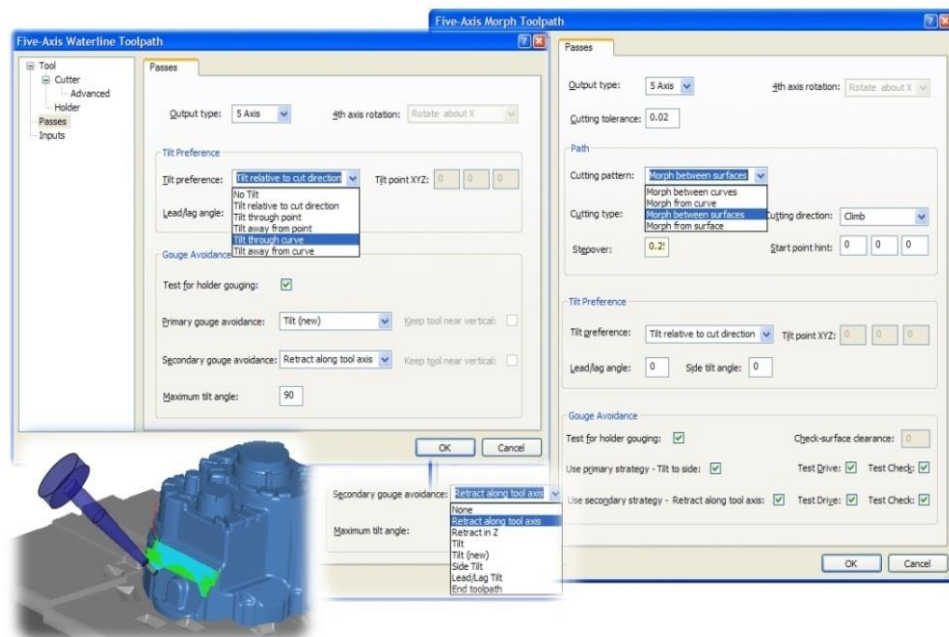 Five-Axis Waterline Toolpath
Tool
Cutter
Advanced
Holder
Passes
Inputs
Passes
Output type: 5 Axis 4th axis rotation: Rotate about X
Tilt Preference
Tilt preference: Tilt relative to cut direction Tilt point XYZ: 0 0 0
No Tilt
Tilt relative to cut direction
Tilt through point
Tilt away from point
Tilt through curve
Tilt away from curve
Lead/lag angle:
Gouge Avoidance
Test for holder gouging:
Primary gouge avoidance: Tilt (new) Keep tool near vertical:
Secondary gouge avoidance: Retract along tool axis Keep tool near vertical:
Maximum tilt angle: 90
OK Cancel
Five-Axis Morph Toolpath
Passes
Output type: 5 Axis 4th axis rotation: Rotate about X
Cutting tolerance: 0.02
Path
Cutting pattern: Morph between surfaces
Morph between curves
Morph from curve
Morph between surfaces
Morph from surface
Cutting type: Cutting direction: Climb
Stepover: Start point hint: 0 0 0
Tilt Preference
Tilt preference: Tilt relative to cut direction Tilt point XYZ: 0 0 0
Lead/lag angle: 0 Side tilt angle: 0
Gouge Avoidance
Test for holder gouging: Check-surface clearance: 0
Use primary strategy - Tilt to side: Test Drive: Test Check:
Use secondary strategy - Retract along tool axis: Test Drive: Test Check:
OK Cancel
Secondary gouge avoidance: Retract along tool axis
None
Retract along tool axis
Retract in Z
Tilt
Tilt (new)
Side Tilt
Lead/Lag Tilt
End toolpath
Maximum tilt angle: